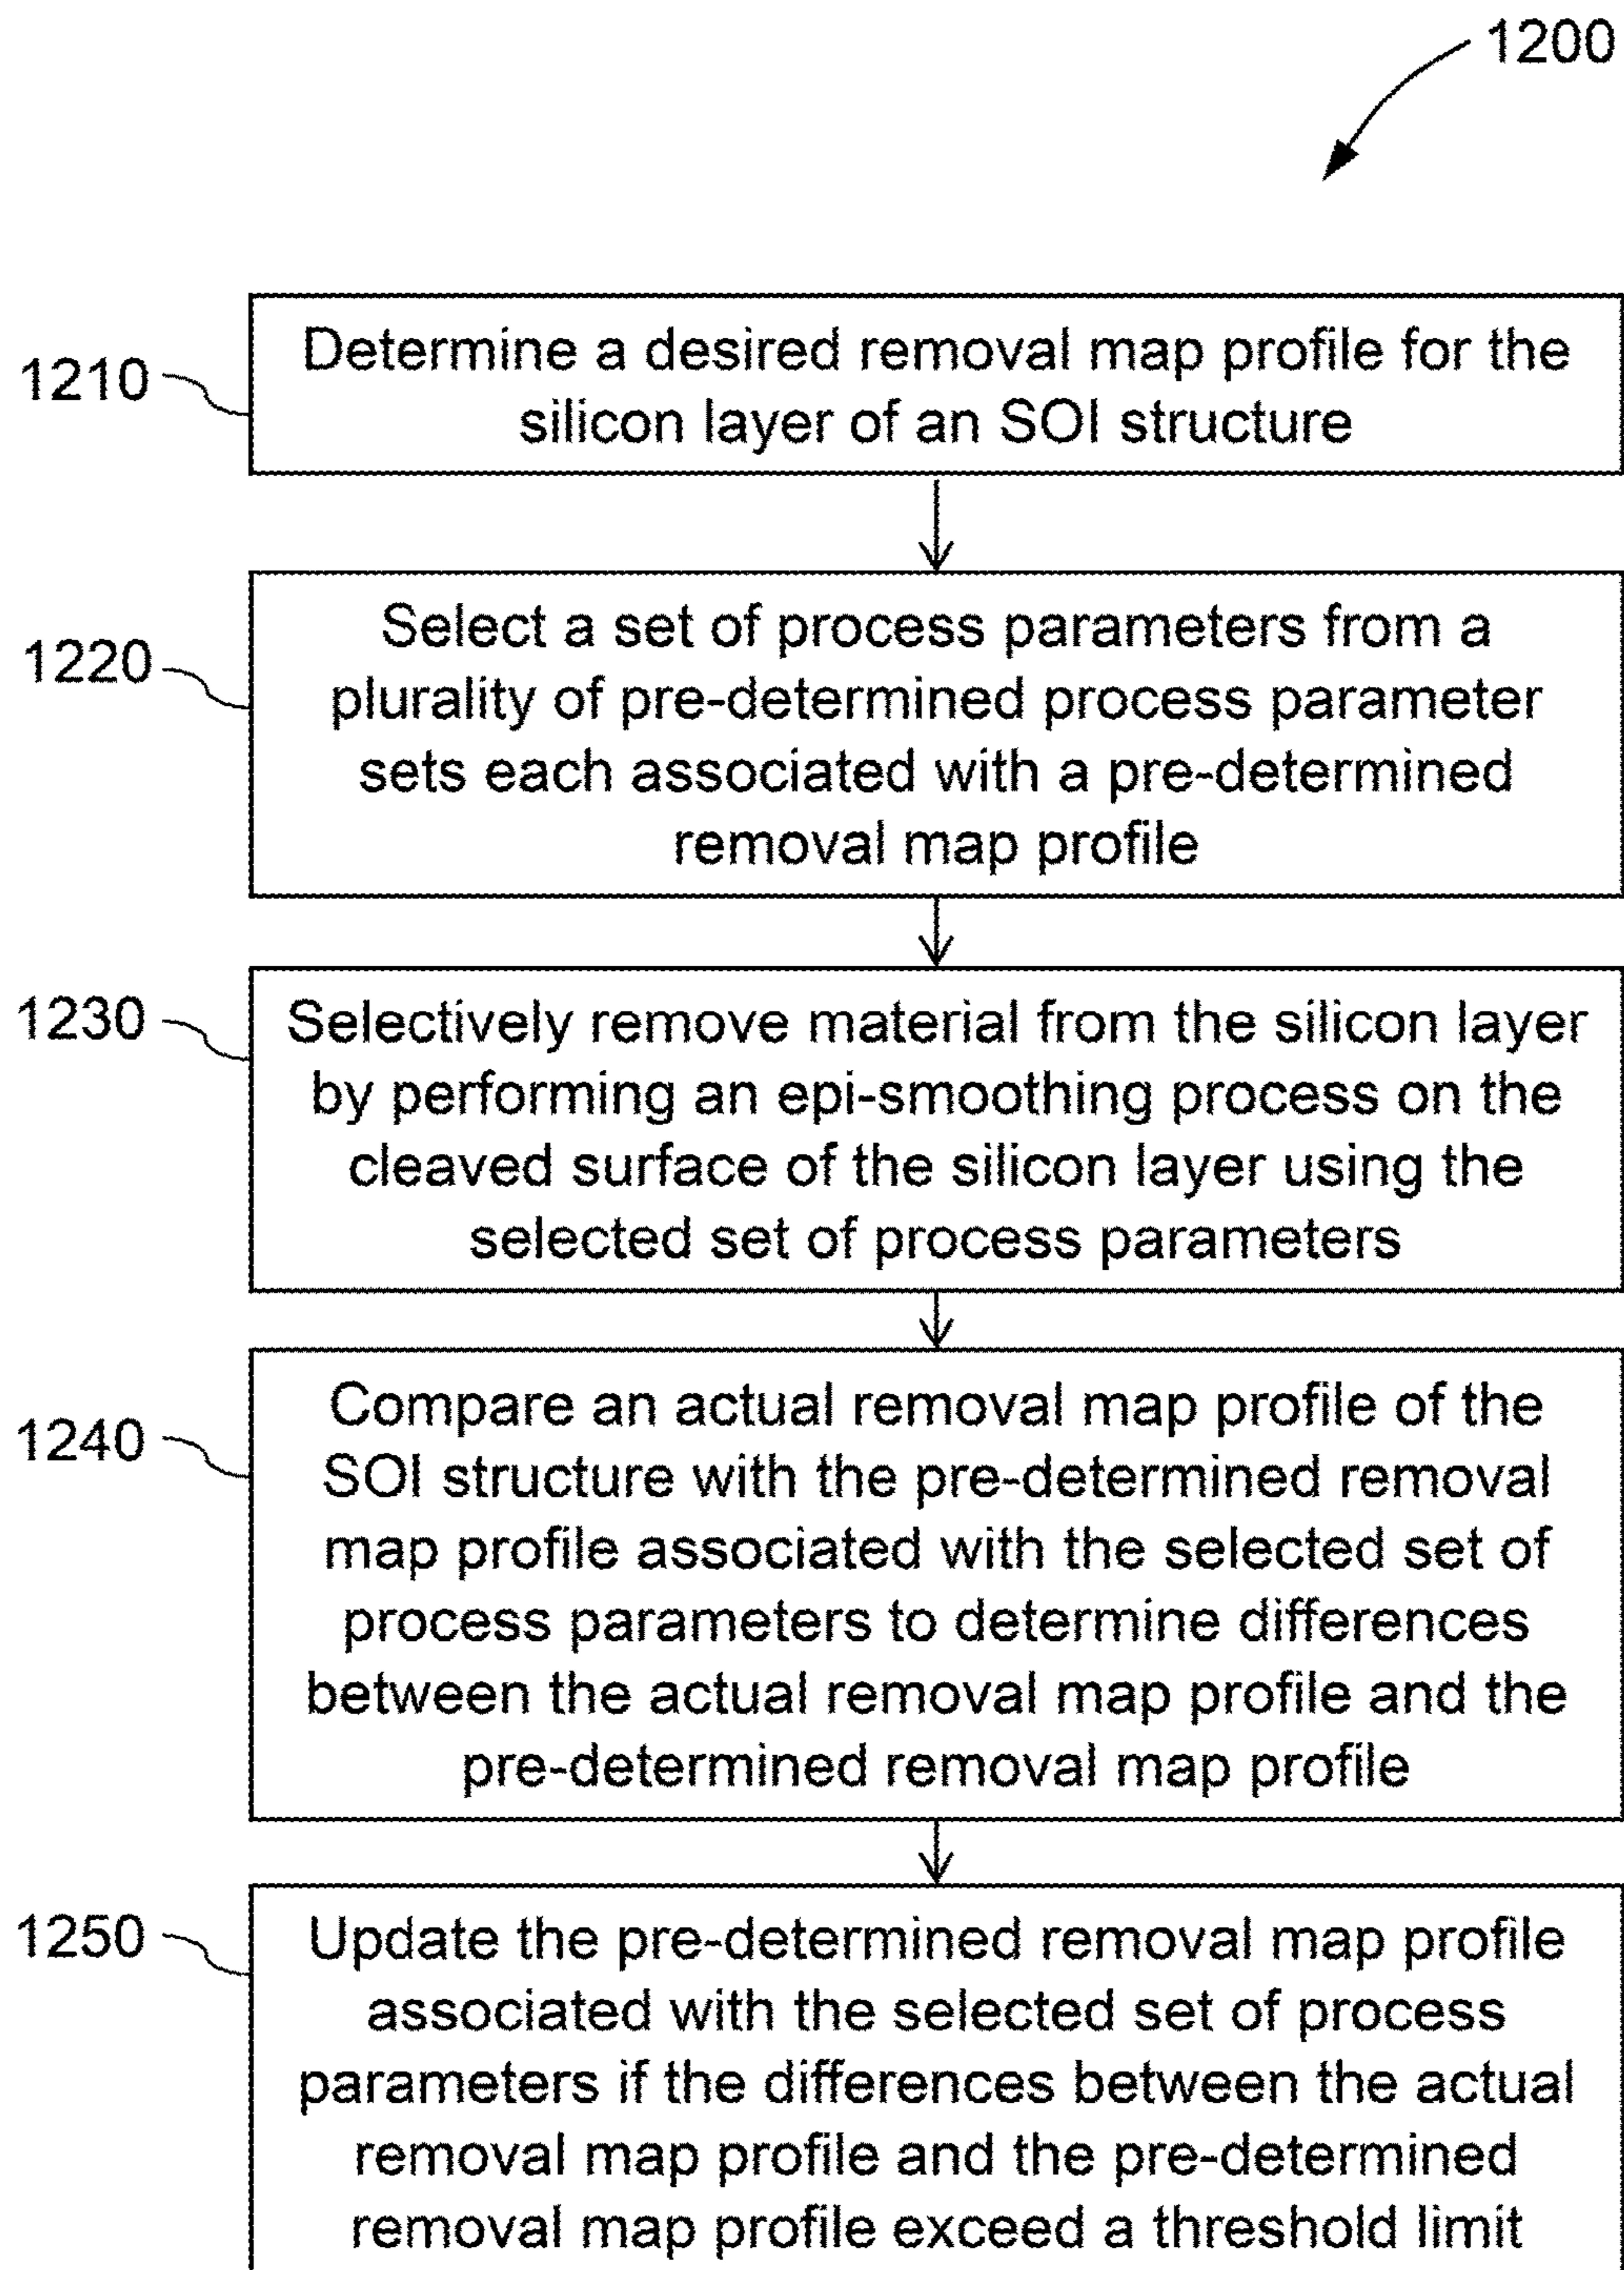 1200
1210
Determine a desired removal map profile for the
silicon layer of an SOI structure
1220
Select a set of process parameters from a
plurality of pre-determined process parameter
sets each associated with a pre-determined
removal map profile
1230
Selectively remove material from the silicon layer
by performing an epi-smoothing process on the
cleaved surface of the silicon layer using the
selected set of process parameters
1240
Compare an actual removal map profile of the
SOI structure with the pre-determined removal
map profile associated with the selected set of
process parameters to determine differences
between the actual removal map profile and the
pre-determined removal map profile
1250
Update the pre-determined removal map profile
associated with the selected set of process
parameters if the differences between the actual
removal map profile and the pre-determined
removal map profile exceed a threshold limit